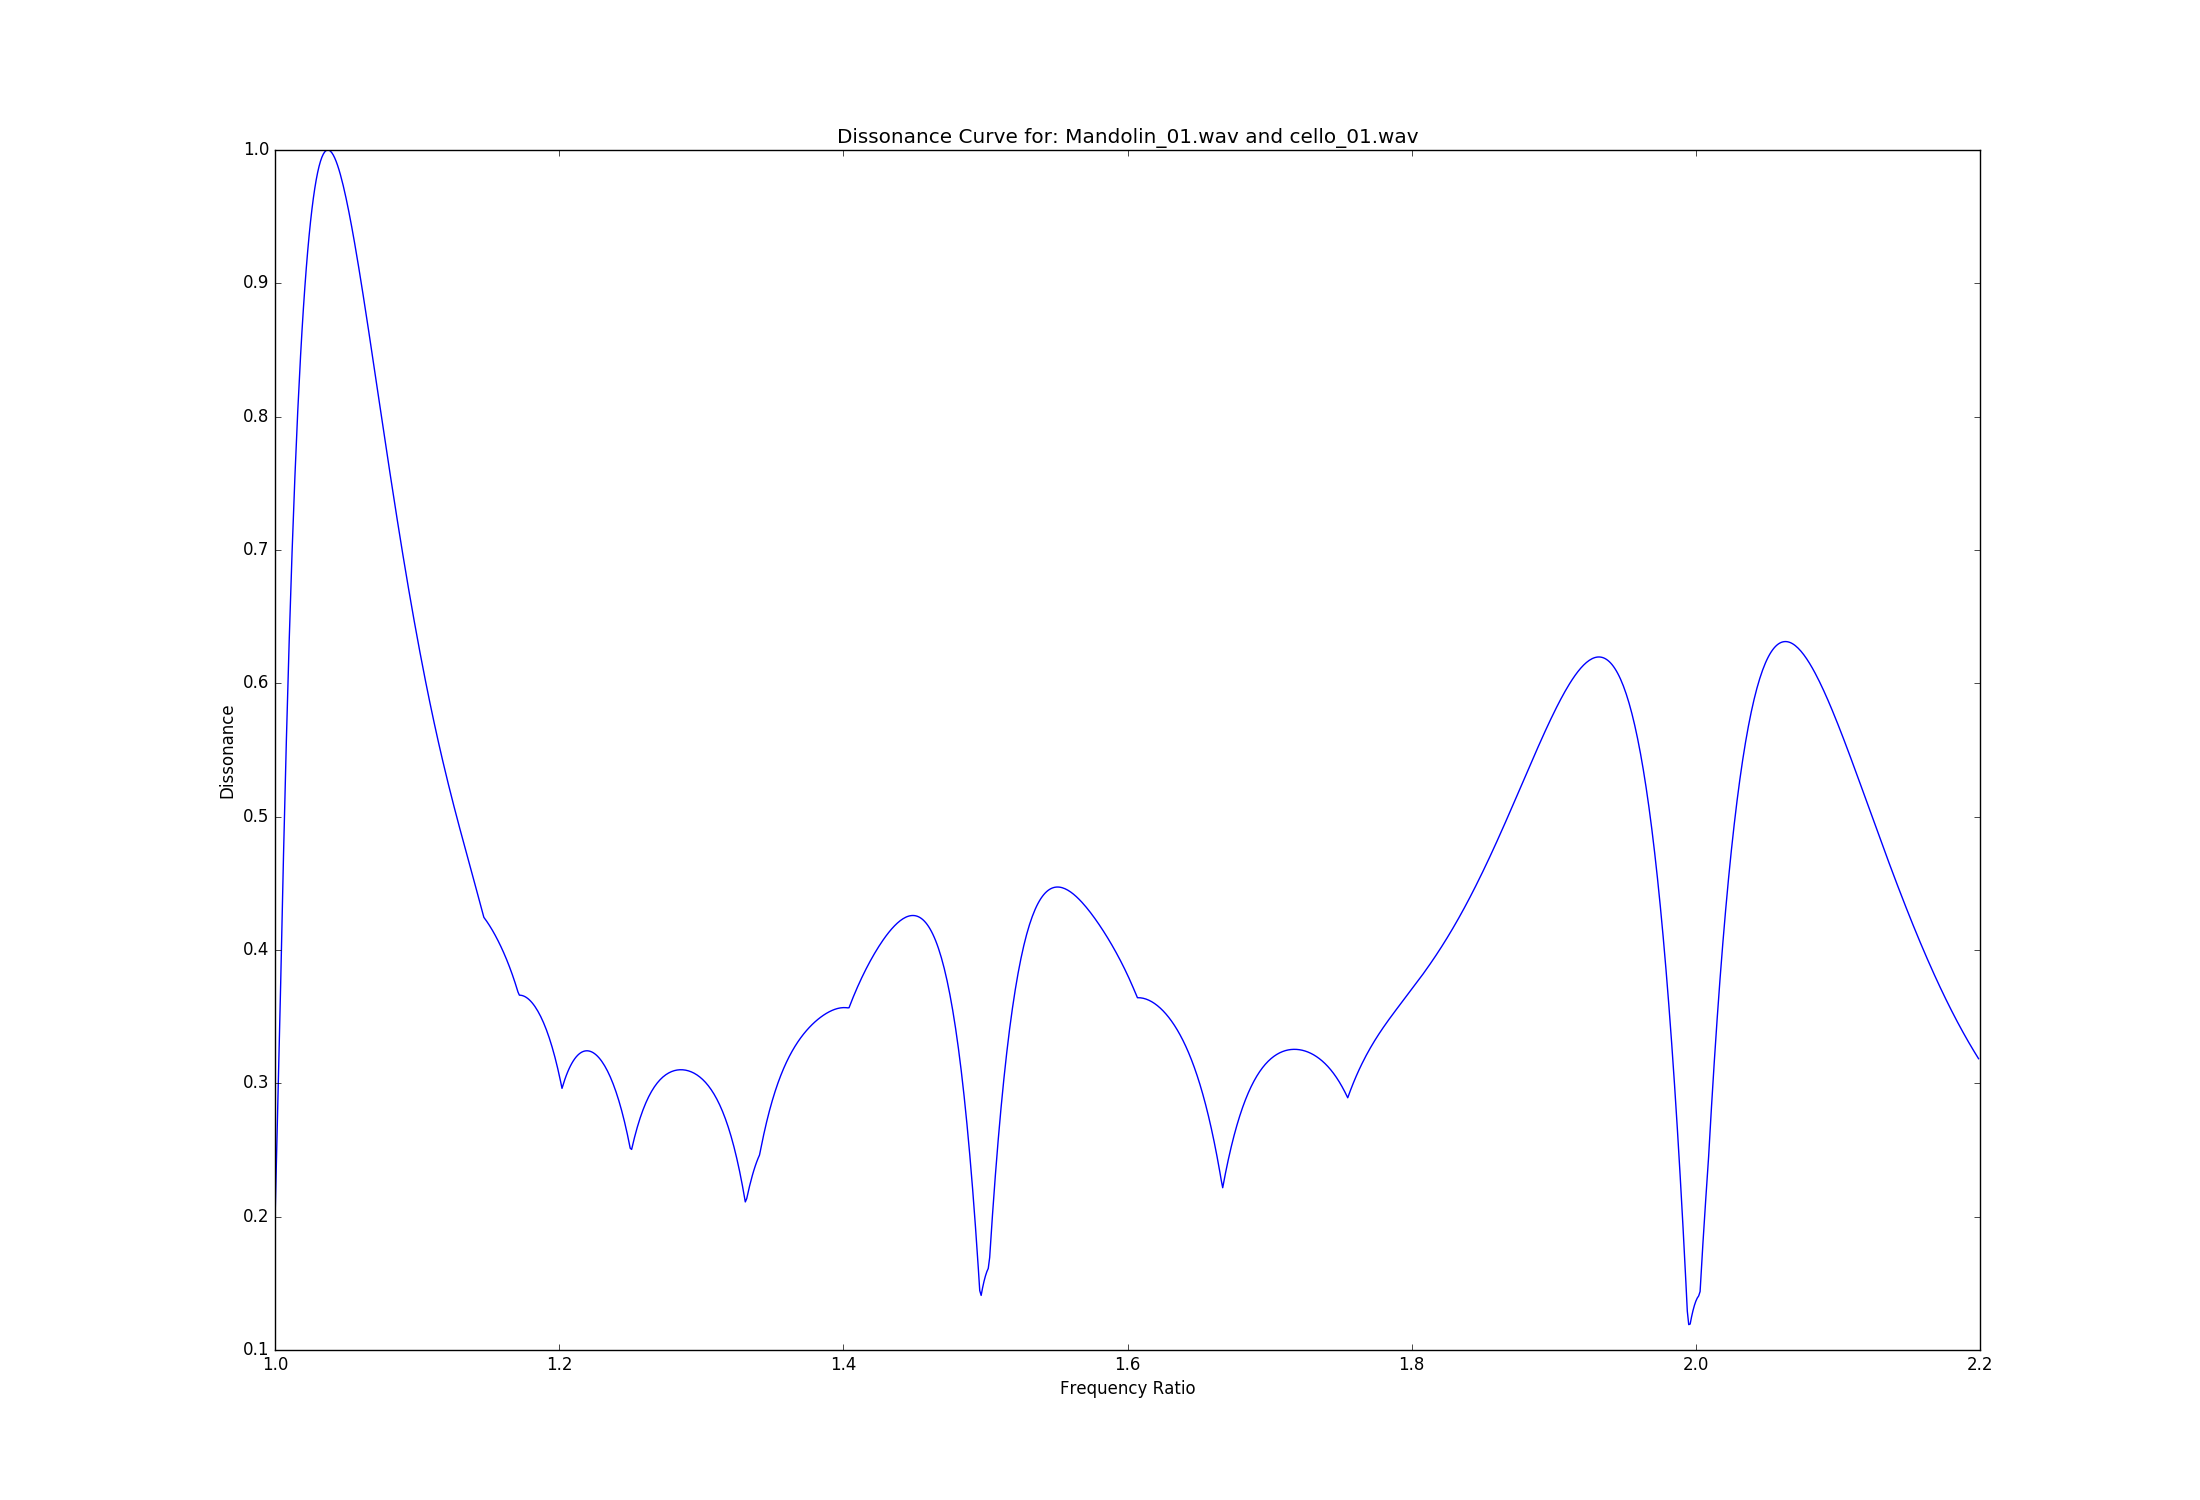 Dissonance Curve for: Mandolin_01.wav and cello_01.wav
1.0
0.9
0.8
0.7
0.6
0.5
0.4
0.3
0.2
0.1
Dissonance
1.0 1.2 1.4 1.6 1.8 2.0 2.2
Frequency Ratio